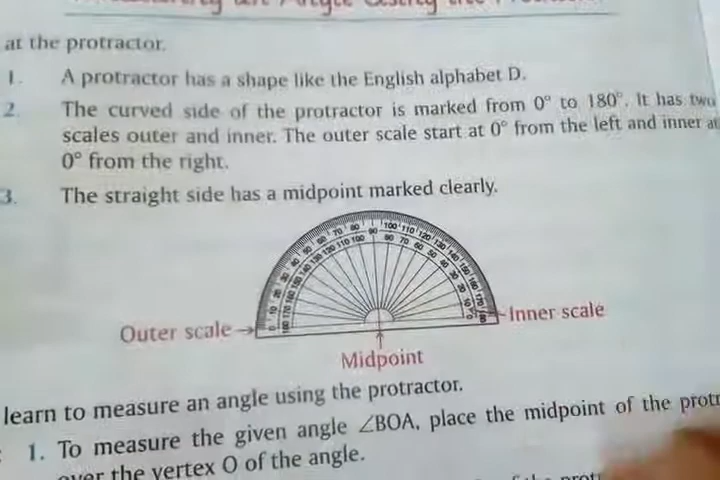 at the protractor.
1. A protractor has a shape like the English alphabet D.
2. The curved side of the protractor is marked from 0° to 180°. It has two
scales outer and inner. The outer scale start at 0° from the left and inner at
0° from the right.
3. The straight side has a midpoint marked clearly.
Outer scale
Inner scale
Midpoint
learn to measure an angle using the protractor.
1. To measure the given angle ∠BOA, place the midpoint of the protr
over the vertex O of the angle.